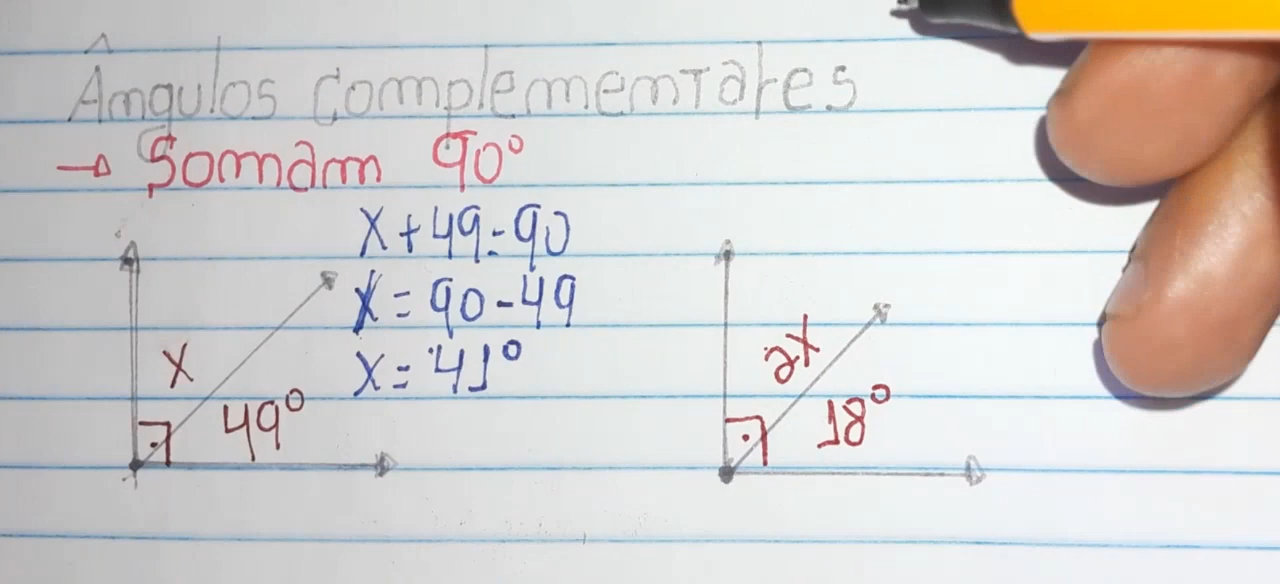 Ângulos complementares
→ Somam 90°
x + 49 = 90
x = 90 - 49
x = 41°
x
49°
2x
18°